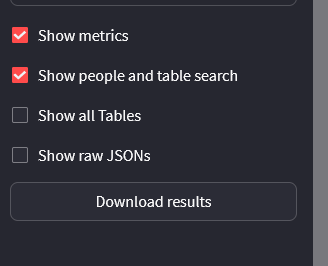 Show metrics
Show people and table search
Show all Tables
Show raw JSONs
Download results